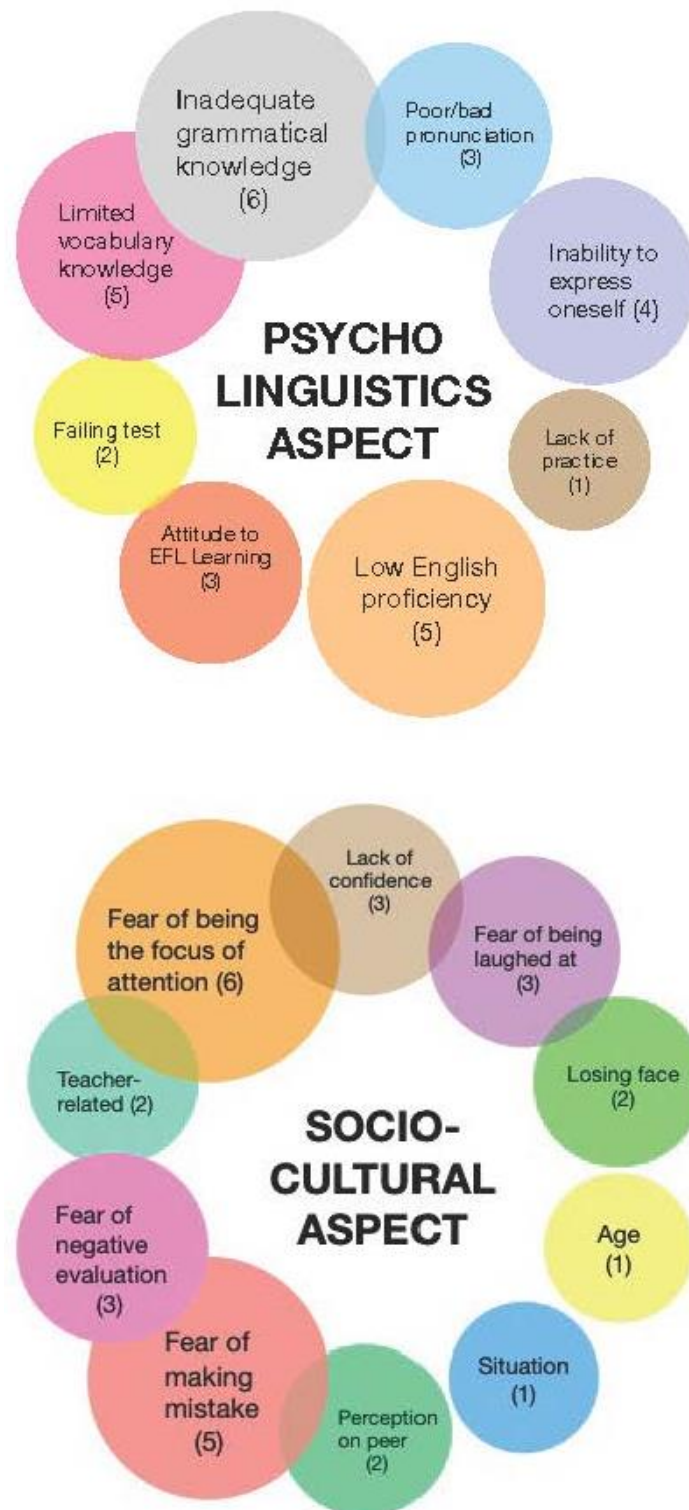 Inadequate
grammatical
knowledge
(6)
Poor/bad
pronunciation
(3)
Limited
vocabulary
knowledge
(5)
Inability to
express
oneself (4)
PSYCHO
LINGUISTICS
ASPECT
Failing test
(2)
Lack of
practice
(1)
Attitude to
EFL Learning
(3)
Low English
proficiency
(5)
Lack of
confidence
(3)
Fear of being
the focus of
attention (6)
Fear of being
laughed at
(3)
Teacher-
related (2)
Losing face
(2)
SOCIO-
CULTURAL
ASPECT
Fear of
negative
evaluation
(3)
Age
(1)
Fear of
making
mistake
(5)
Situation
(1)
Perception
on peer
(2)